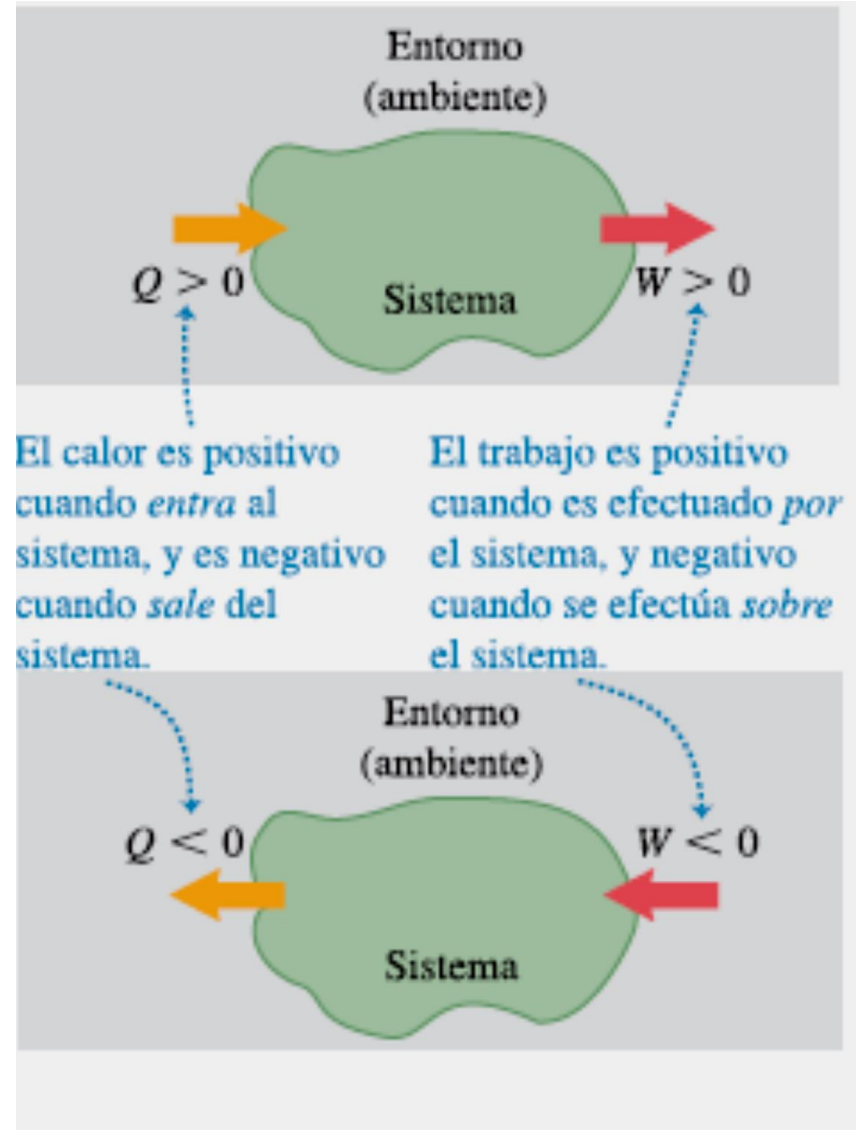 Entorno
(ambiente)
Q > 0
Sistema
W > 0
El calor es positivo
cuando entra al
sistema, y es negativo
cuando sale del
sistema.
El trabajo es positivo
cuando es efectuado por
el sistema, y negativo
cuando se efectúa sobre
el sistema.
Entorno
(ambiente)
Q < 0
W < 0
Sistema